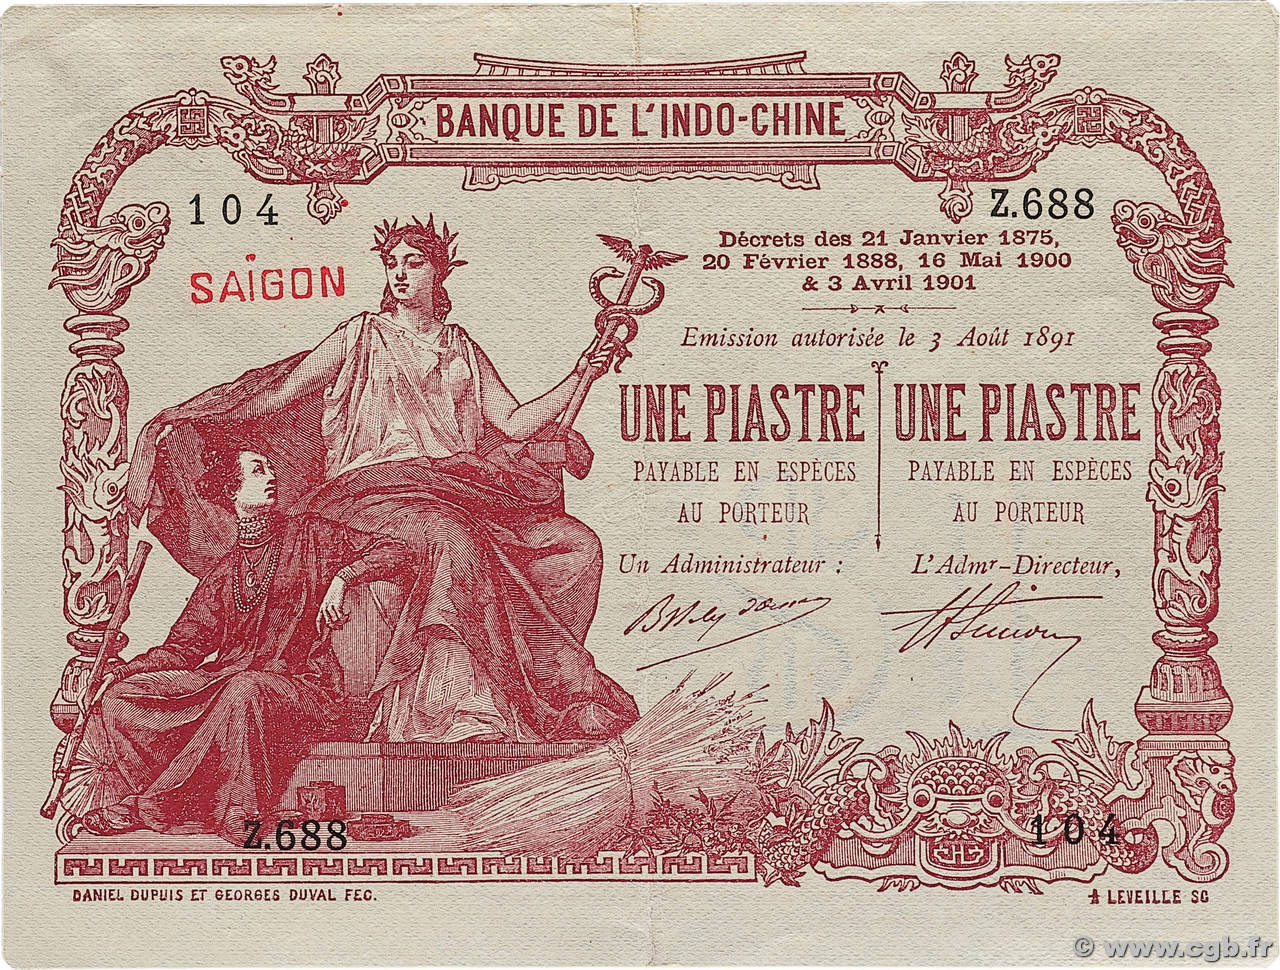 BANQUE DE L'INDO-CHINE
104
Z.688
SAÏGON
Décrets des 21 Janvier 1875,
20 Février 1888, 16 Mai 1900
& 3 Avril 1901
Emission autorisée le 3 Août 1891
UNE PIASTRE
PAYABLE EN ESPÈCES
AU PORTEUR
Un Administrateur :
UNE PIASTRE
PAYABLE EN ESPÈCES
AU PORTEUR
L'Admr-Directeur,
Z.688
104
DANIEL DUPUIS ET GEORGES DUVAL FEC.
A LEVEILLE SC
© www.cgb.fr